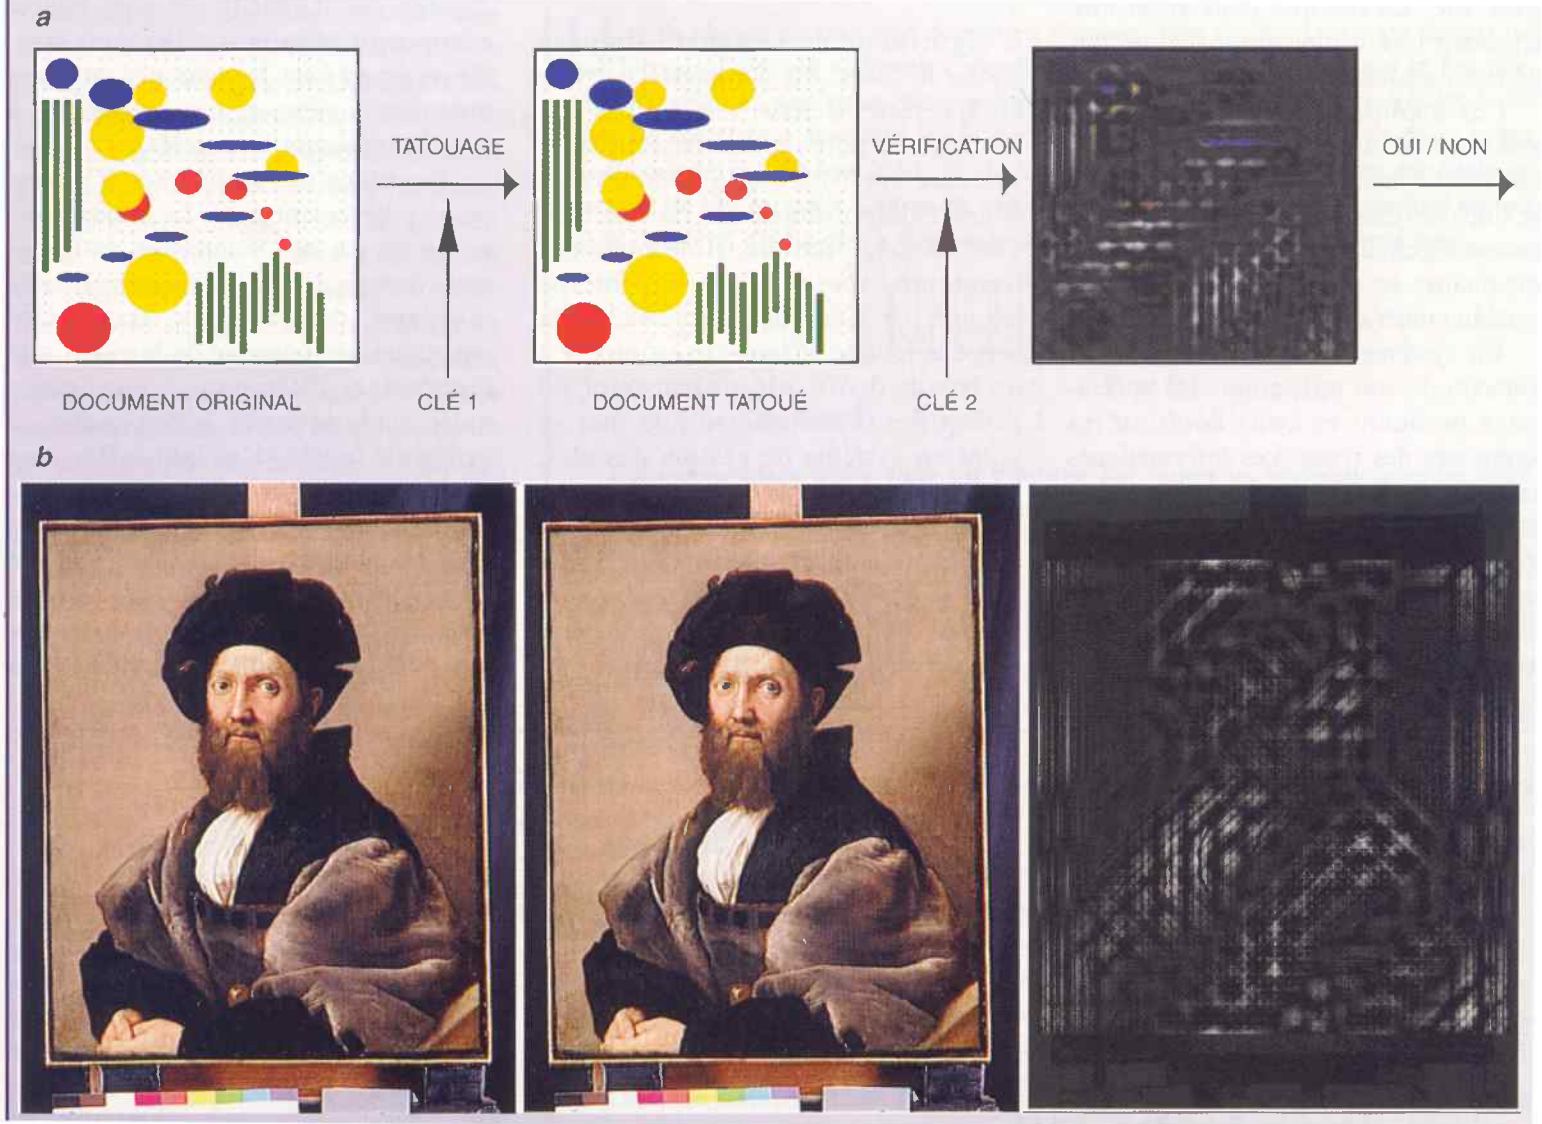 a
TATOUAGE
VÉRIFICATION
OUI / NON
DOCUMENT ORIGINAL
CLÉ 1
DOCUMENT TATOUÉ
CLÉ 2
b